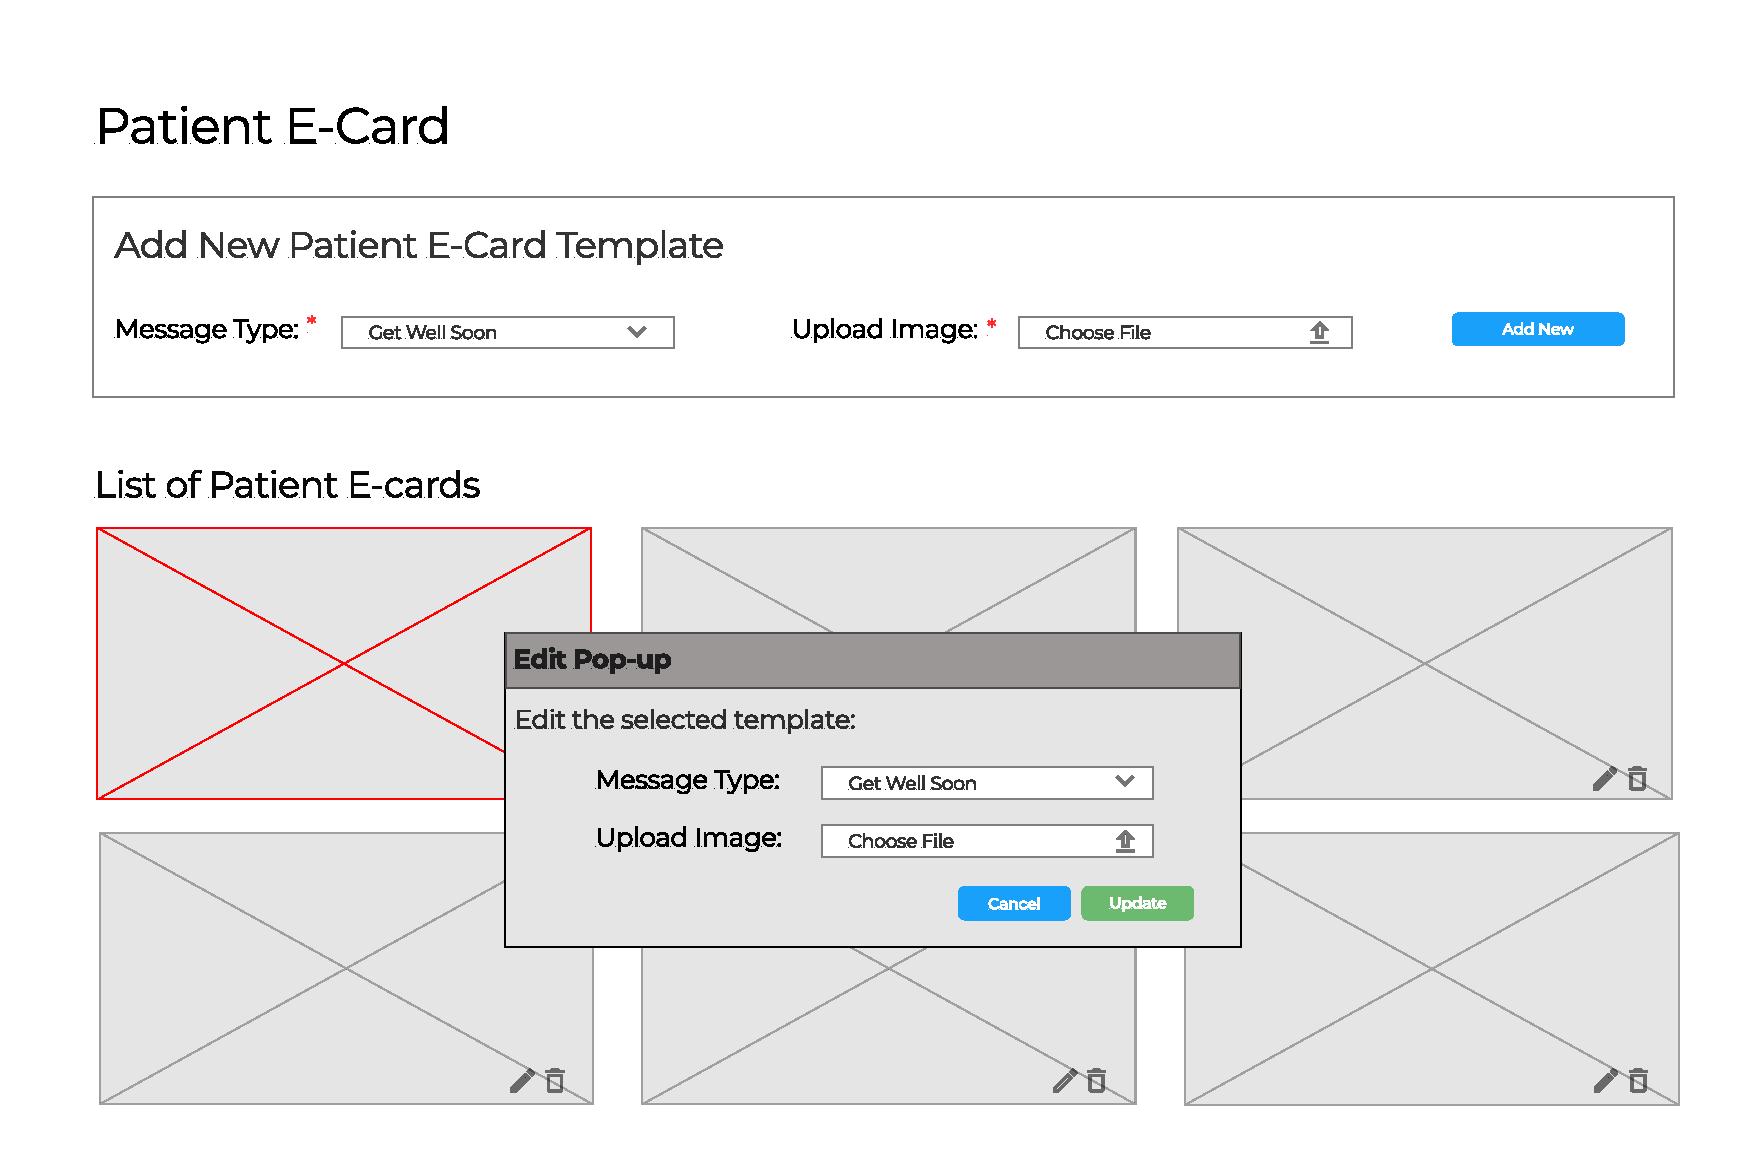 Patient E-Card
Add New Patient E-Card Template
Message Type: * Get Well Soon Upload Image: * Choose File Add New
List of Patient E-cards
Edit Pop-up
Edit the selected template:
Message Type: Get Well Soon
Upload Image: Choose File
Cancel Update